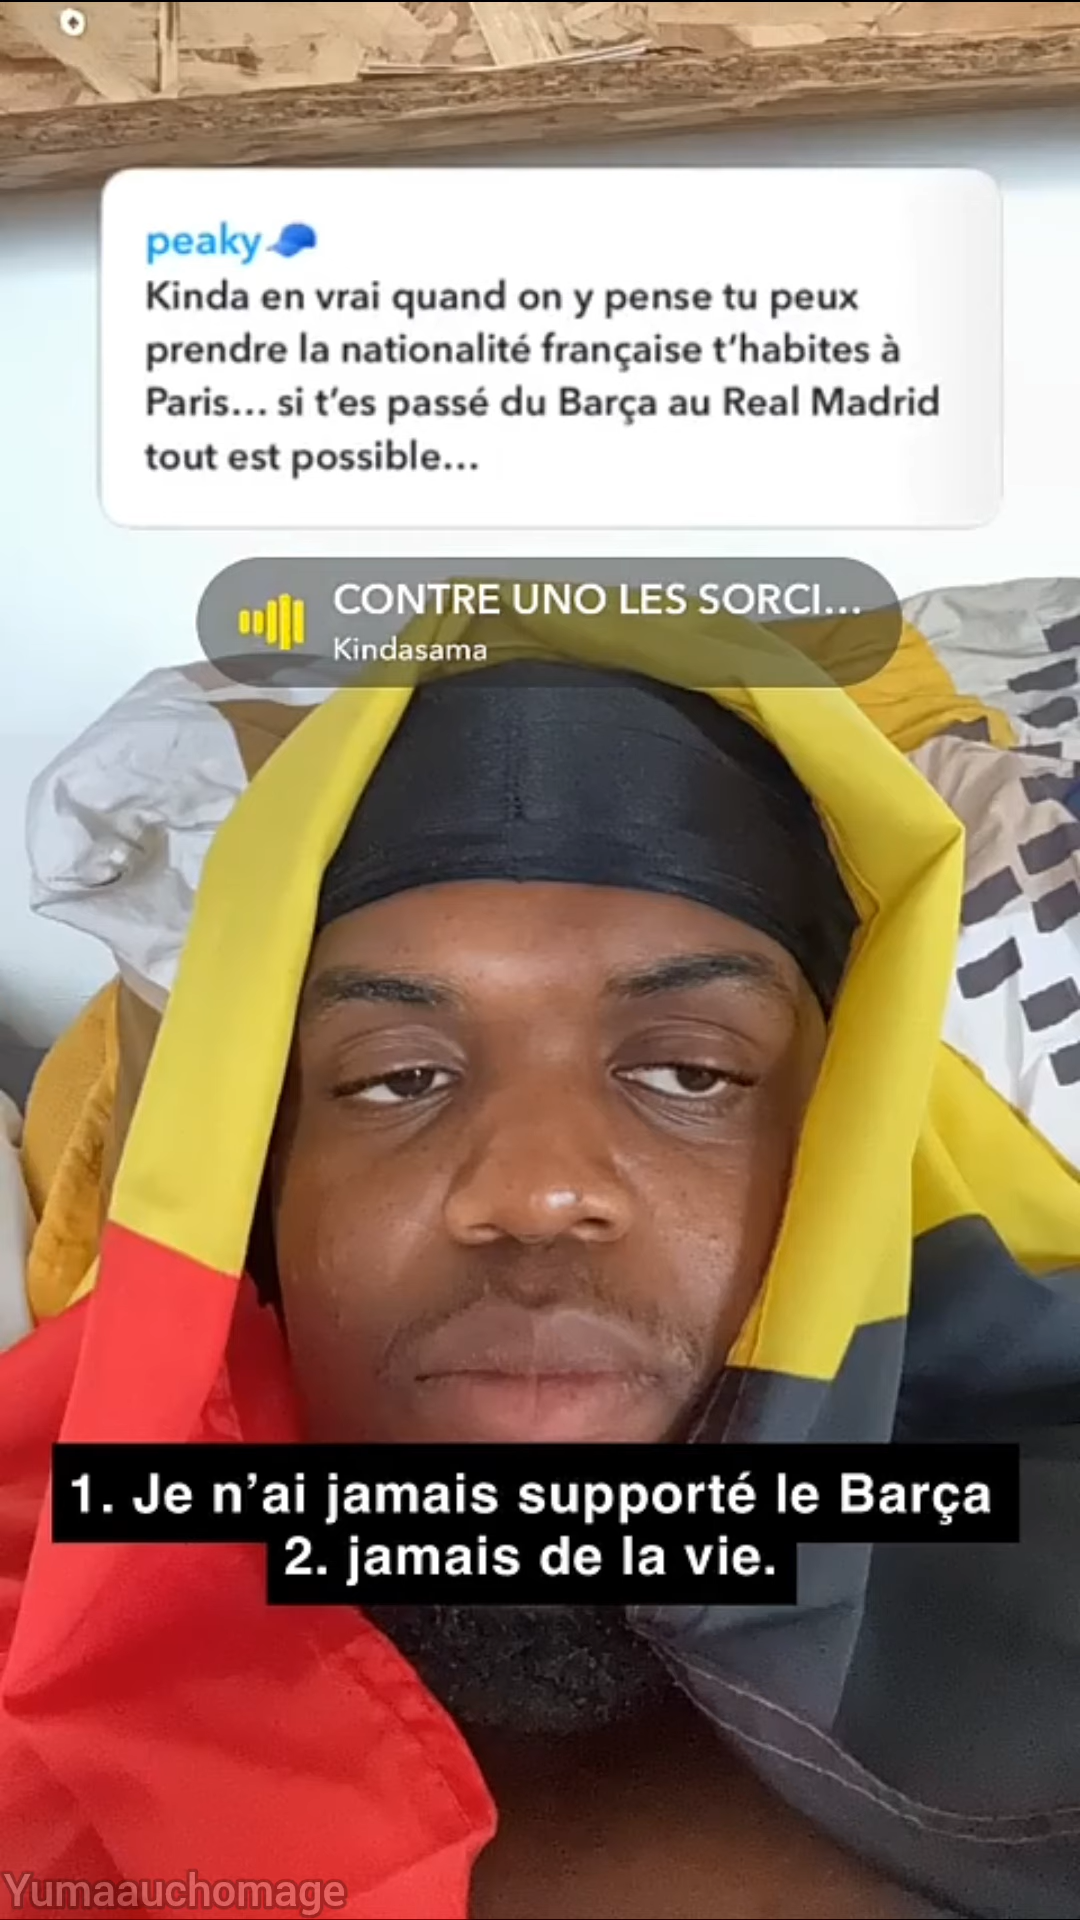 peaky🧢
Kinda en vrai quand on y pense tu peux
prendre la nationalité française t’habites à
Paris... si t’es passé du Barça au Real Madrid
tout est possible...
CONTRE UNO LES SORCI...
Kindasama
1. Je n’ai jamais supporté le Barça
2. jamais de la vie.
Yumaauchomage